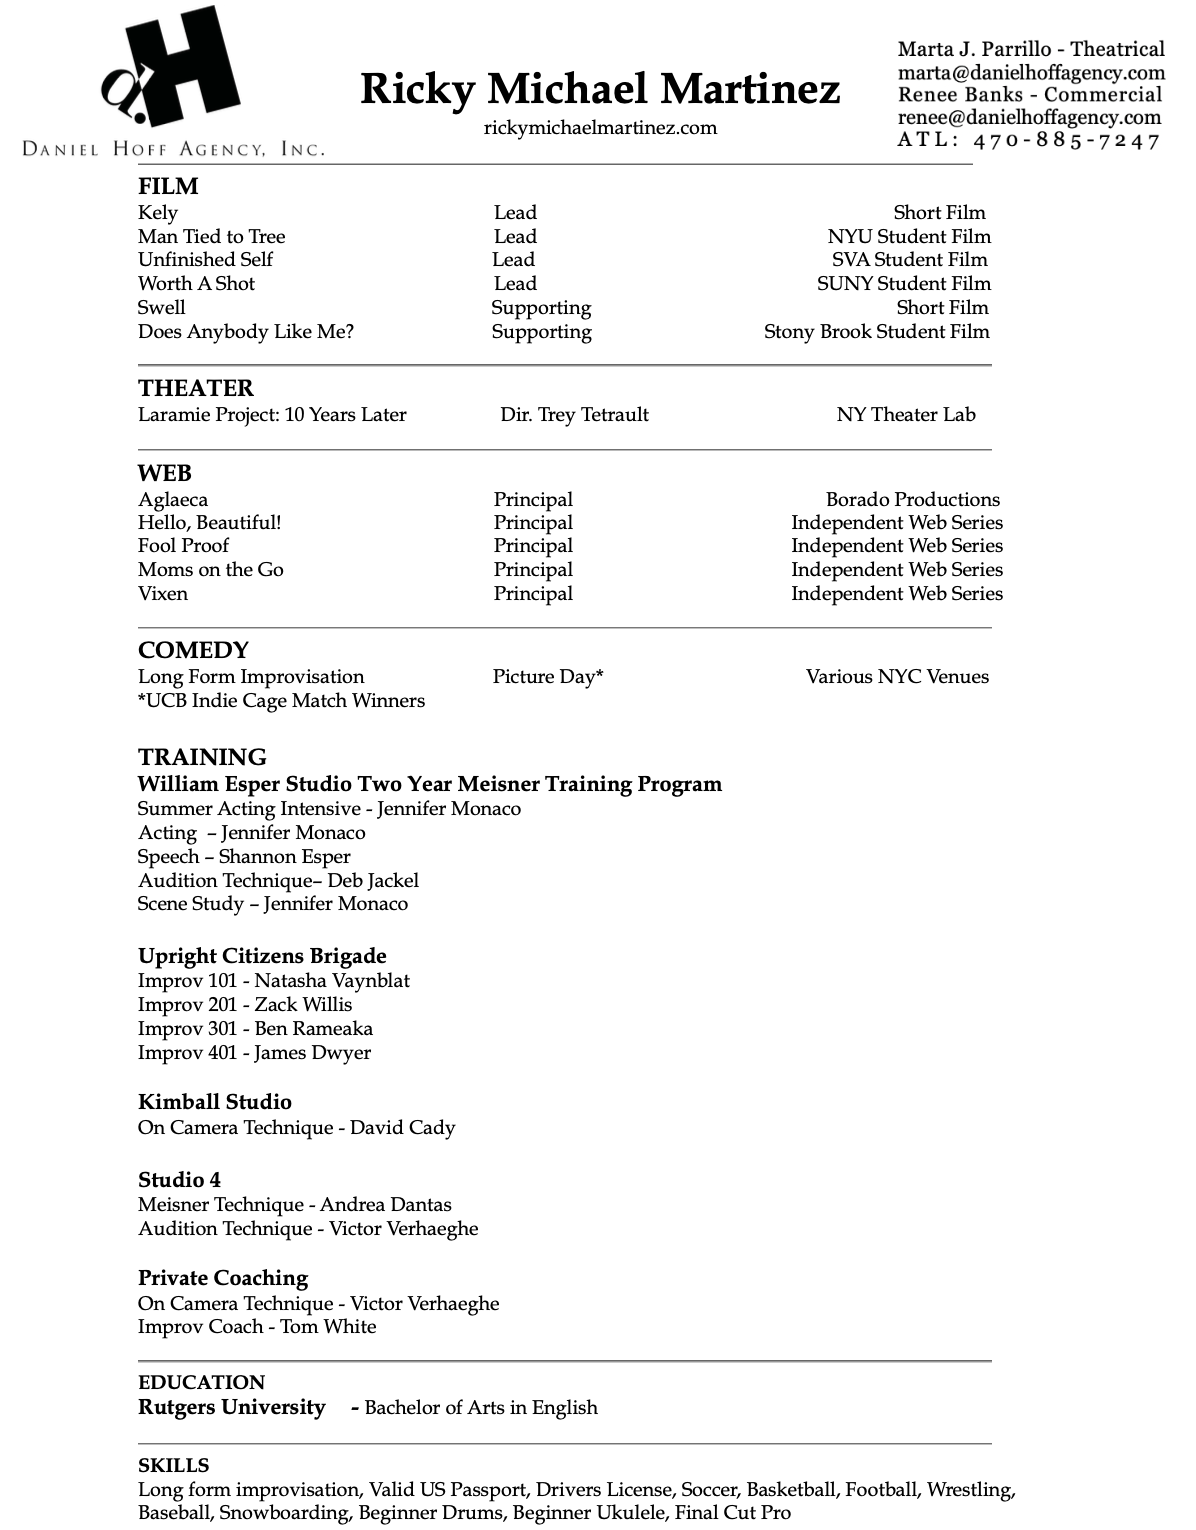 dH
DANIEL HOFF AGENCY, INC.
Ricky Michael Martinez
rickymichaelmartinez.com
Marta J. Parrillo - Theatrical
marta@danielhoffagency.com
Renee Banks - Commercial
renee@danielhoffagency.com
ATL: 470-885-7247
FILM
Kely Lead Short Film
Man Tied to Tree Lead NYU Student Film
Unfinished Self Lead SVA Student Film
Worth A Shot Lead SUNY Student Film
Swell Supporting Short Film
Does Anybody Like Me? Supporting Stony Brook Student Film
THEATER
Laramie Project: 10 Years Later Dir. Trey Tetrault NY Theater Lab
WEB
Aglaeca Principal Borado Productions
Hello, Beautiful! Principal Independent Web Series
Fool Proof Principal Independent Web Series
Moms on the Go Principal Independent Web Series
Vixen Principal Independent Web Series
COMEDY
Long Form Improvisation Picture Day* Various NYC Venues
*UCB Indie Cage Match Winners
TRAINING
William Esper Studio Two Year Meisner Training Program
Summer Acting Intensive - Jennifer Monaco
Acting – Jennifer Monaco
Speech – Shannon Esper
Audition Technique– Deb Jackel
Scene Study – Jennifer Monaco
Upright Citizens Brigade
Improv 101 - Natasha Vaynblat
Improv 201 - Zack Willis
Improv 301 - Ben Rameaka
Improv 401 - James Dwyer
Kimball Studio
On Camera Technique - David Cady
Studio 4
Meisner Technique - Andrea Dantas
Audition Technique - Victor Verhaeghe
Private Coaching
On Camera Technique - Victor Verhaeghe
Improv Coach - Tom White
EDUCATION
Rutgers University - Bachelor of Arts in English
SKILLS
Long form improvisation, Valid US Passport, Drivers License, Soccer, Basketball, Football, Wrestling,
Baseball, Snowboarding, Beginner Drums, Beginner Ukulele, Final Cut Pro